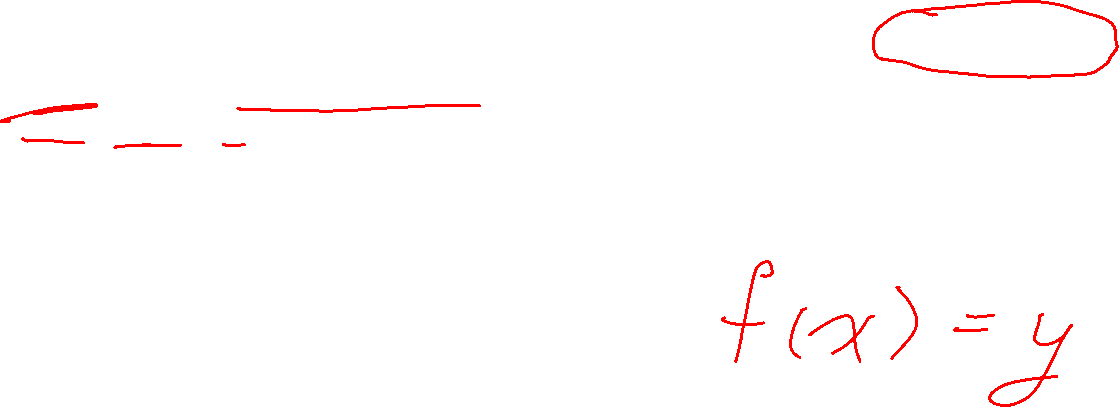 f(x) = y